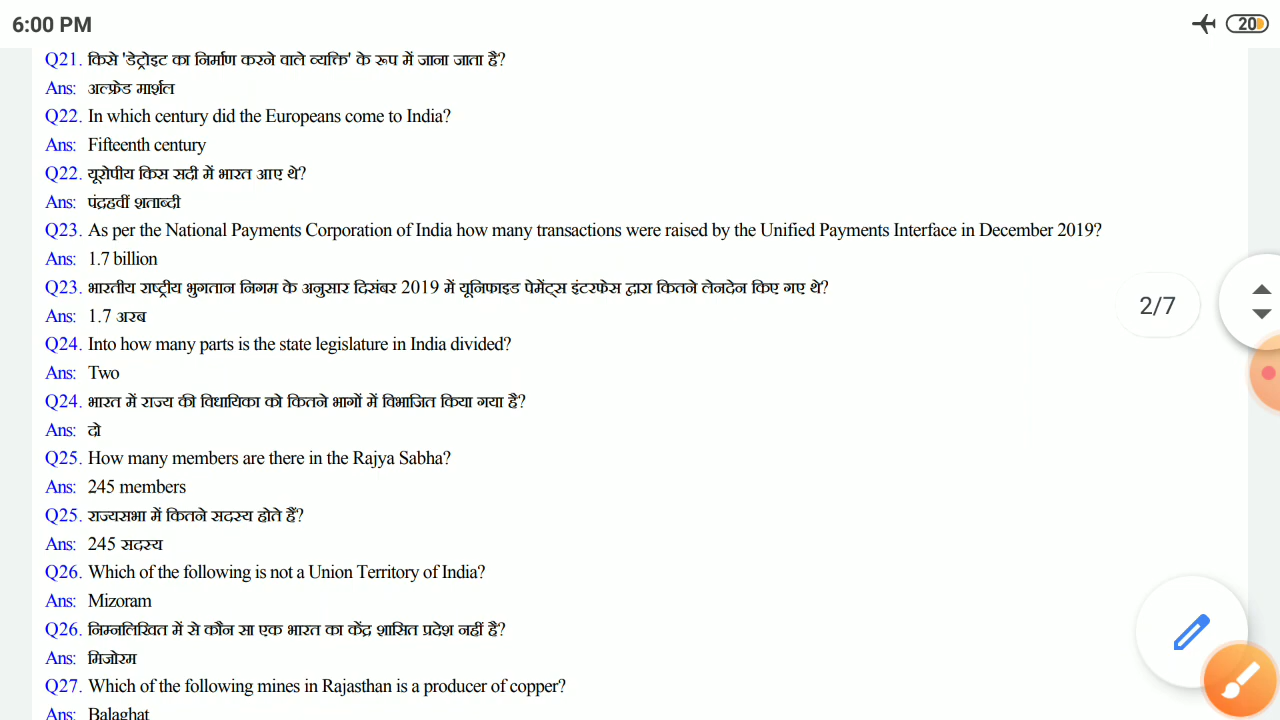 6:00 PM
20
Q21. किसे 'डेट्रोइट का निर्माण करने वाले व्यक्ति' के रूप में जाना जाता है?
Ans: अल्फ्रेड मार्शल
Q22. In which century did the Europeans come to India?
Ans: Fifteenth century
Q22. यूरोपीय किस सदी में भारत आए थे?
Ans: पंद्रहवीं शताब्दी
Q23. As per the National Payments Corporation of India how many transactions were raised by the Unified Payments Interface in December 2019?
Ans: 1.7 billion
Q23. भारतीय राष्ट्रीय भुगतान निगम के अनुसार दिसंबर 2019 में यूनिफाइड पेमेंट्स इंटरफेस द्वारा कितने लेनदेन किए गए थे?
2/7
Ans: 1.7 अरब
Q24. Into how many parts is the state legislature in India divided?
Ans: Two
Q24. भारत में राज्य की विधायिका को कितने भागों में विभाजित किया गया है?
Ans: दो
Q25. How many members are there in the Rajya Sabha?
Ans: 245 members
Q25. राज्यसभा में कितने सदस्य होते हैं?
Ans: 245 सदस्य
Q26. Which of the following is not a Union Territory of India?
Ans: Mizoram
Q26. निम्नलिखित में से कौन सा एक भारत का केंद्र शासित प्रदेश नहीं है?
Ans: मिजोरम
Q27. Which of the following mines in Rajasthan is a producer of copper?
Ans: Balaghat